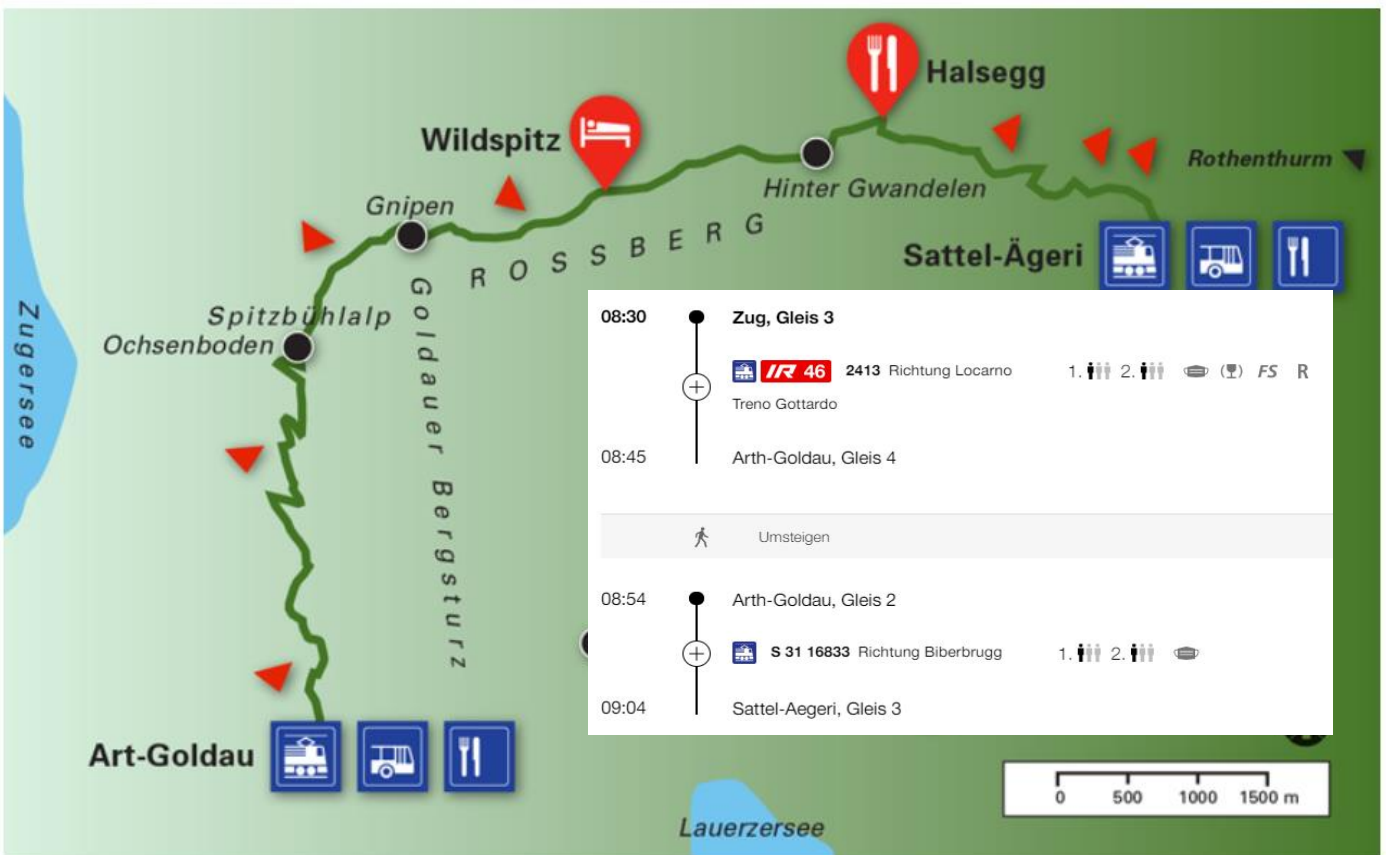 Halsegg
Wildspitz
Rothenthurm
Hinter Gwandelen
Gnipen
ROSSBERG
Sattel-Ägeri
Zugersee
Spitzbühlalp
Ochsenboden
Goldauer Bergsturz
08:30 Zug, Gleis 3
IR 46 2413 Richtung Locarno 1. 2. FS R
Treno Gottardo
08:45 Arth-Goldau, Gleis 4
Umsteigen
08:54 Arth-Goldau, Gleis 2
S 31 16833 Richtung Biberbrugg 1. 2.
09:04 Sattel-Aegeri, Gleis 3
Art-Goldau
0 500 1000 1500 m
Lauerzersee